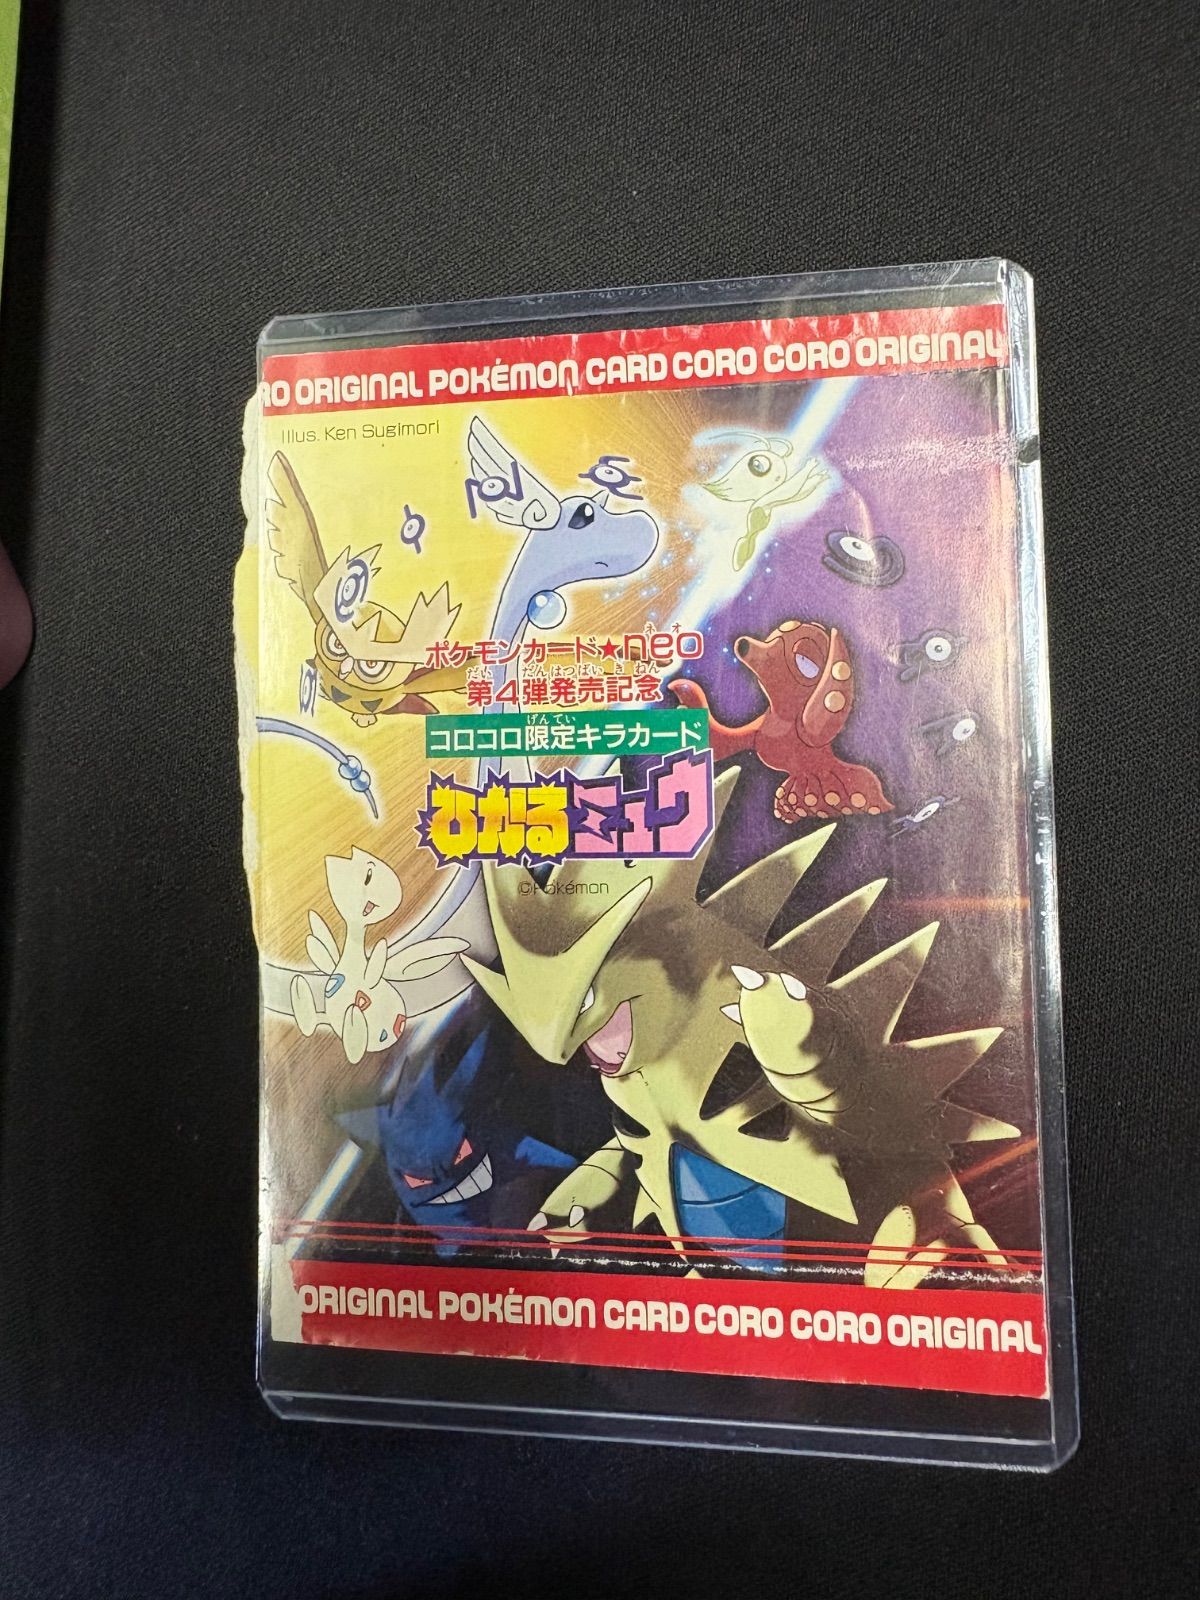 RO ORIGINAL POKÉMON CARD CORO CORO ORIGINAL
Illus. Ken Sugimori
ネオ
ポケモンカード★neo
だい だんはつばい きねん
第4弾発売記念
げんてい
コロコロ限定キラカード
ひかるミュウ
©Pokémon
ORIGINAL POKÉMON CARD CORO CORO ORIGINAL